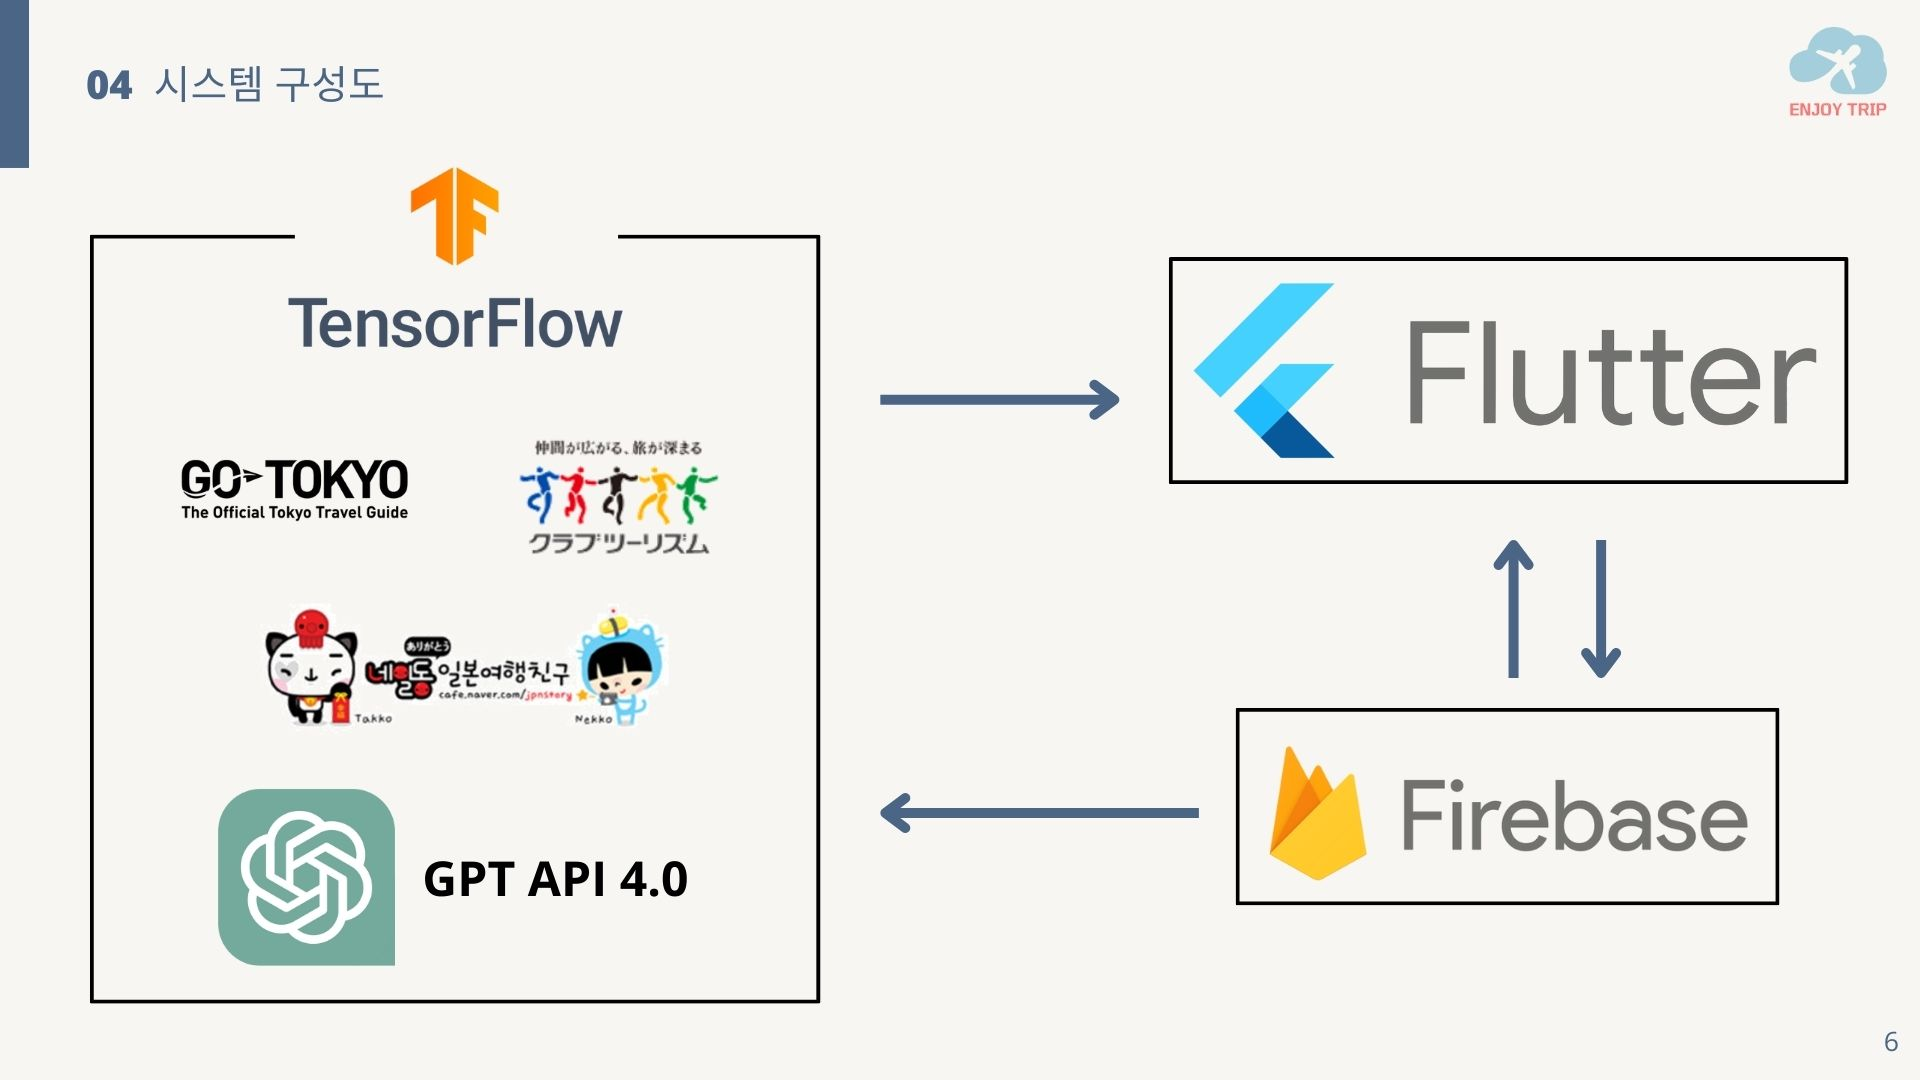 04 시스템 구성도
ENJOY TRIP
TensorFlow
GO TOKYO
The Official Tokyo Travel Guide
仲間が広がる、旅が深まる
クラブツーリズム
ありがとう
네일동 일본여행친구
cafe.naver.com/jpnstory
Takko
Nekko
GPT API 4.0
Flutter
Firebase
6